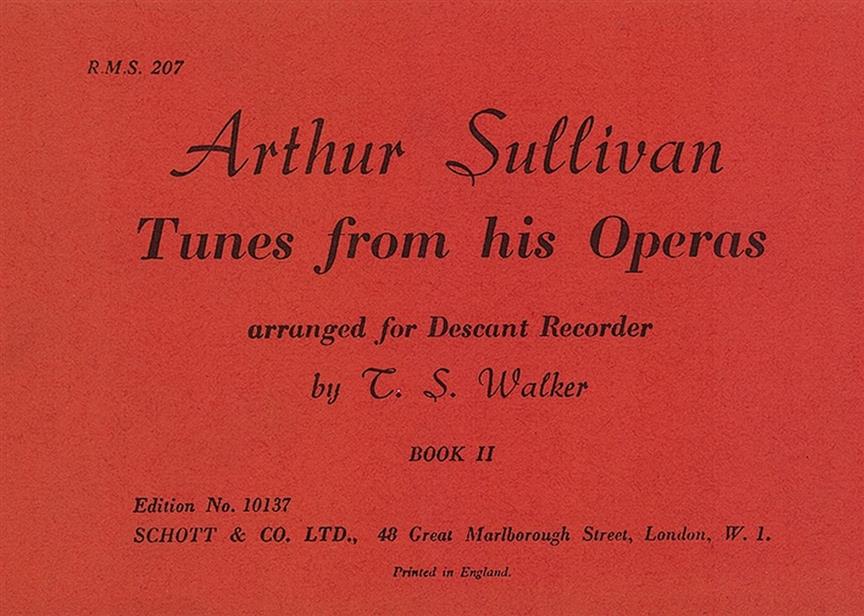 R.M.S. 207
Arthur Sullivan
Tunes from his Operas
arranged for Descant Recorder
by T. S. Walker
BOOK II
Edition No. 10137
SCHOTT & CO. LTD., 48 Great Marlborough Street, London, W. 1.
Printed in England.